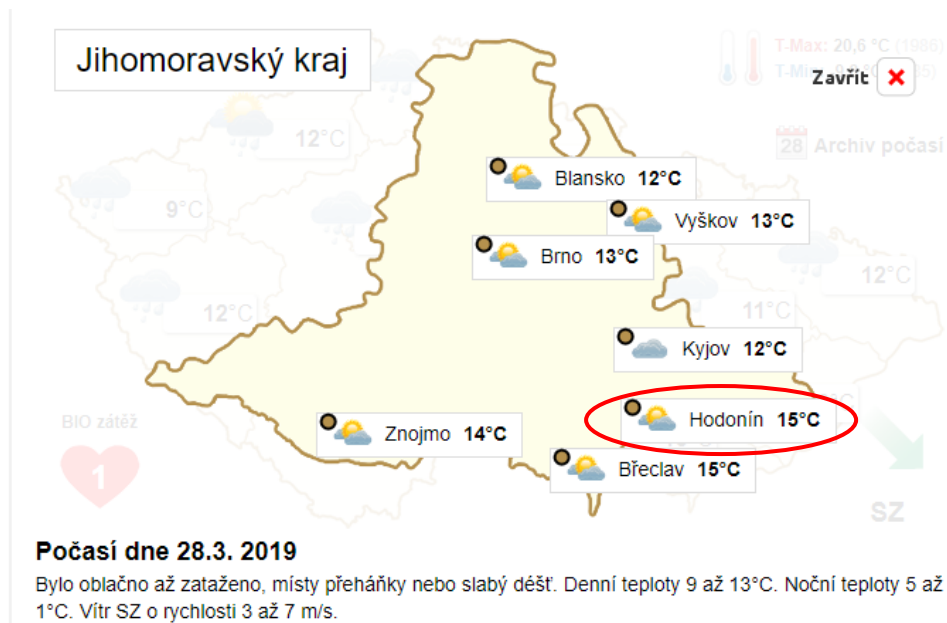 Jihomoravský kraj
T-Max: 20,6 °C (1986)
Zavřít
28 Archiv počasí
12°C
Blansko 12°C
9°C
Vyškov 13°C
Brno 13°C
12°C
12°C
11°C
Kyjov 12°C
BIO zátěž
Hodonín 15°C
Znojmo 14°C
Břeclav 15°C
1
SZ
Počasí dne 28.3. 2019
Bylo oblačno až zataženo, místy přeháňky nebo slabý déšť. Denní teploty 9 až 13°C. Noční teploty 5 až
1°C. Vítr SZ o rychlosti 3 až 7 m/s.